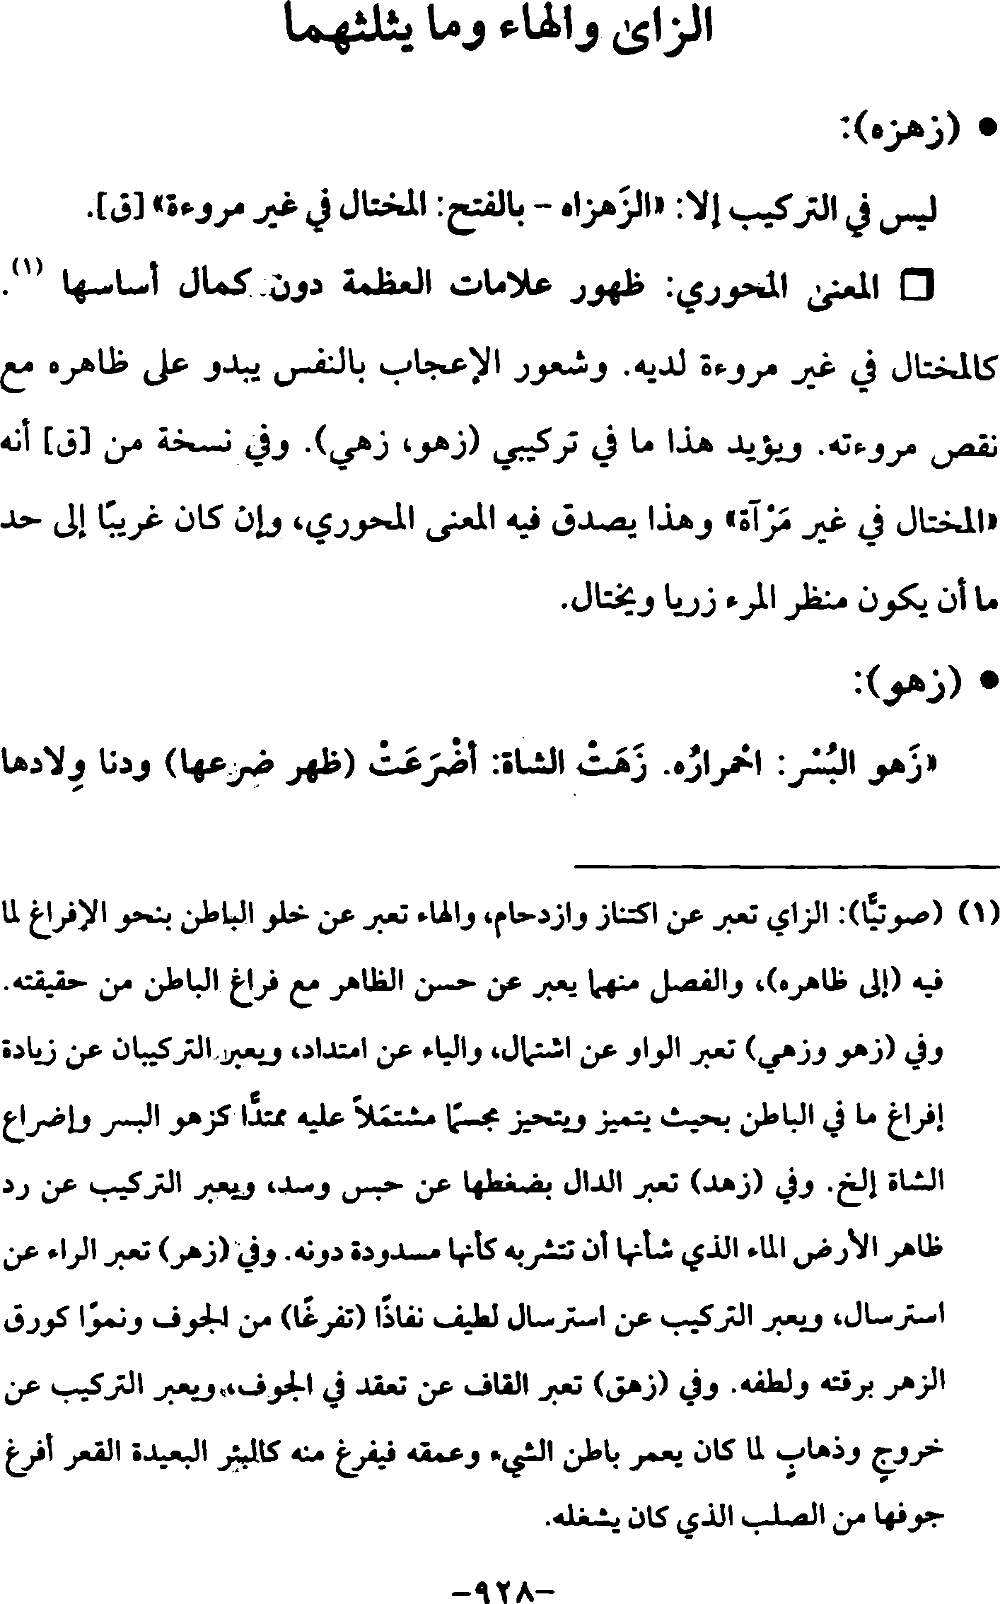 الزاى والهاء وما يثلثهما
• (زهزه):
ليس في التركيب إلا: «الزَهزاه - بالفتح: المختال في غير مروءة» [ق].
□ المعنى المحوري: ظهور علامات العظمة دون كمال أساسها (١).
كالمختال في غير مروءة لديه. وشعور الإعجاب بالنفس يبدو على ظاهره مع
نقص مروءته. ويؤيد هذا ما في تركيبي (زهو، زهي). وفي نسخة من [ق] أنه
«المختال في غير مَرْآة» وهذا يصدق فيه المعنى المحوري، وإن كان غريبًا إلى حد
ما أن يكون منظر المرء زريا ويختال.
• (زهو):
«زَهو البُسْر: احْمرارُه. زَهَتْ الشاة: أضْرَعَتْ (ظهر ضرعها) ودنا وِلادها
(١) (صوتيًّا): الزاي تعبر عن اكتناز وازدحام، والهاء تعبر عن خلو الباطن بنحو الإفراغ لما
فيه (إلى ظاهره)، والفصل منهما يعبر عن حسن الظاهر مع فراغ الباطن من حقيقته.
وفي (زهو وزهي) تعبر الواو عن اشتمال، والياء عن امتداد، ويعبر التركيبان عن زيادة
إفراغ ما في الباطن بحيث يتميز ويتحيز مجسمًا مشتمَلاً عليه ممتدًّا كزهو البسر وإضراع
الشاة إلخ. وفي (زهد) تعبر الدال بضغطها عن حبس وسد، ويعبر التركيب عن رد
ظاهر الأرض الماء الذي شأنها أن تتشربه كأنها مسدودة دونه. وفي (زهر) تعبر الراء عن
استرسال، ويعبر التركيب عن استرسال لطيف نفاذًا (تفرغًا) من الجوف ونموًا كورق
الزهر برقته ولطفه. وفي (زهق) تعبر القاف عن تعقد في الجوف، ويعبر التركيب عن
خروجٍ وذهابٍ لما كان يعمر باطن الشيء وعمقه فيفرغ منه كالبئر البعيدة القعر أفرغ
جوفها من الصلب الذي كان يشغله.
-٩٢٨-